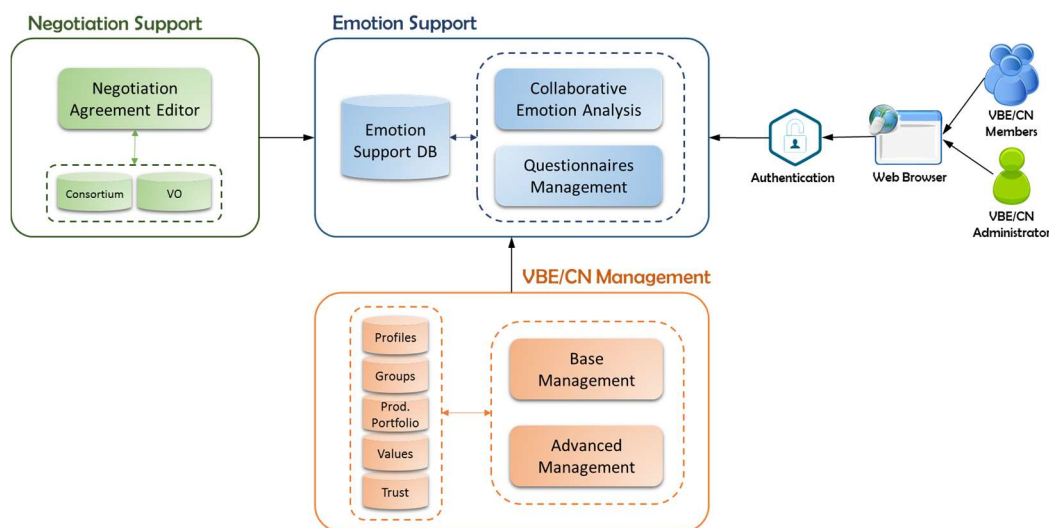 Negotiation Support
Negotiation
Agreement Editor
Consortium
VO
Emotion Support
Emotion
Support DB
Collaborative
Emotion Analysis
Questionnaires
Management
Authentication
Web Browser
VBE/CN
Members
VBE/CN
Administrator
VBE/CN Management
Profiles
Groups
Prod.
Portfolio
Values
Trust
Base
Management
Advanced
Management